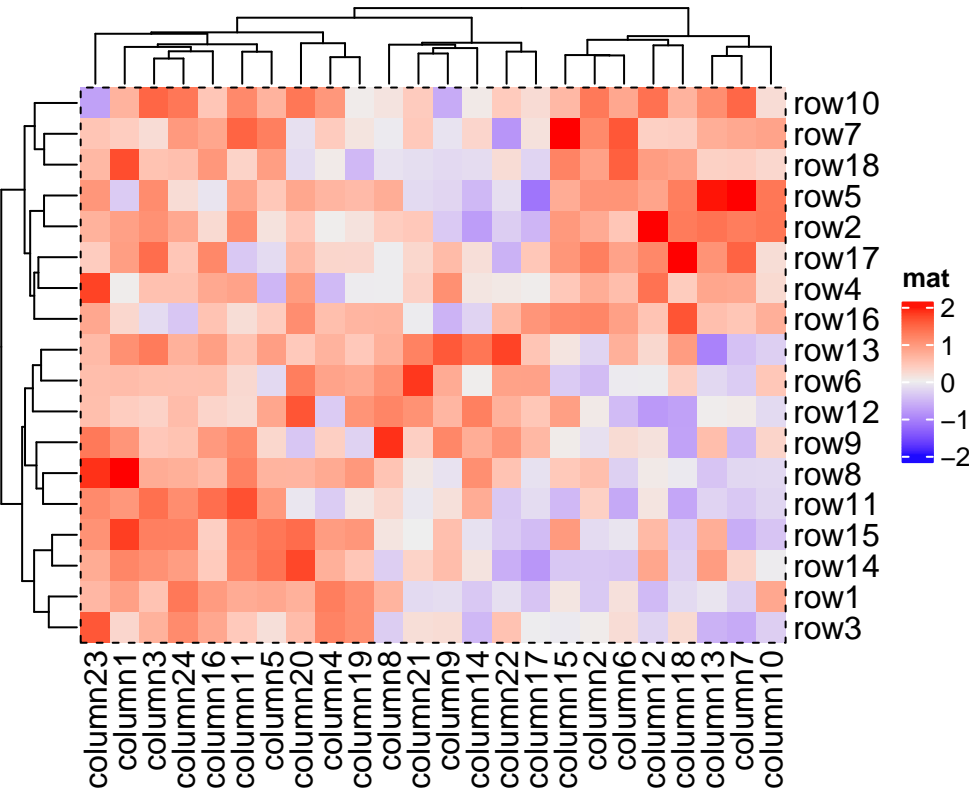 row10
row7
row18
row5
row2
row17
row4
row16
row13
row6
row12
row9
row8
row11
row15
row14
row1
row3
mat
2
1
0
−1
−2
column23
column1
column3
column24
column16
column11
column5
column20
column4
column19
column8
column21
column9
column14
column22
column17
column15
column2
column6
column12
column18
column13
column7
column10